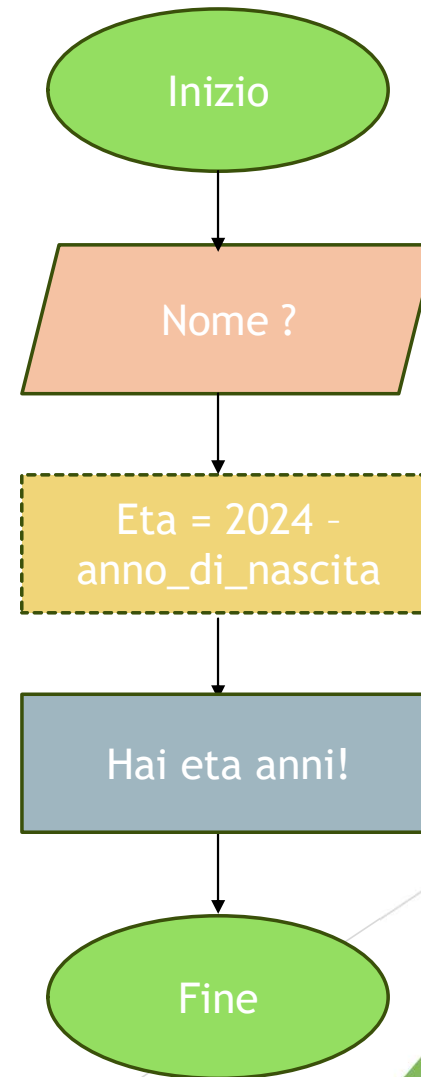 Inizio
Nome ?
Eta = 2024 –
anno_di_nascita
Hai eta anni!
Fine